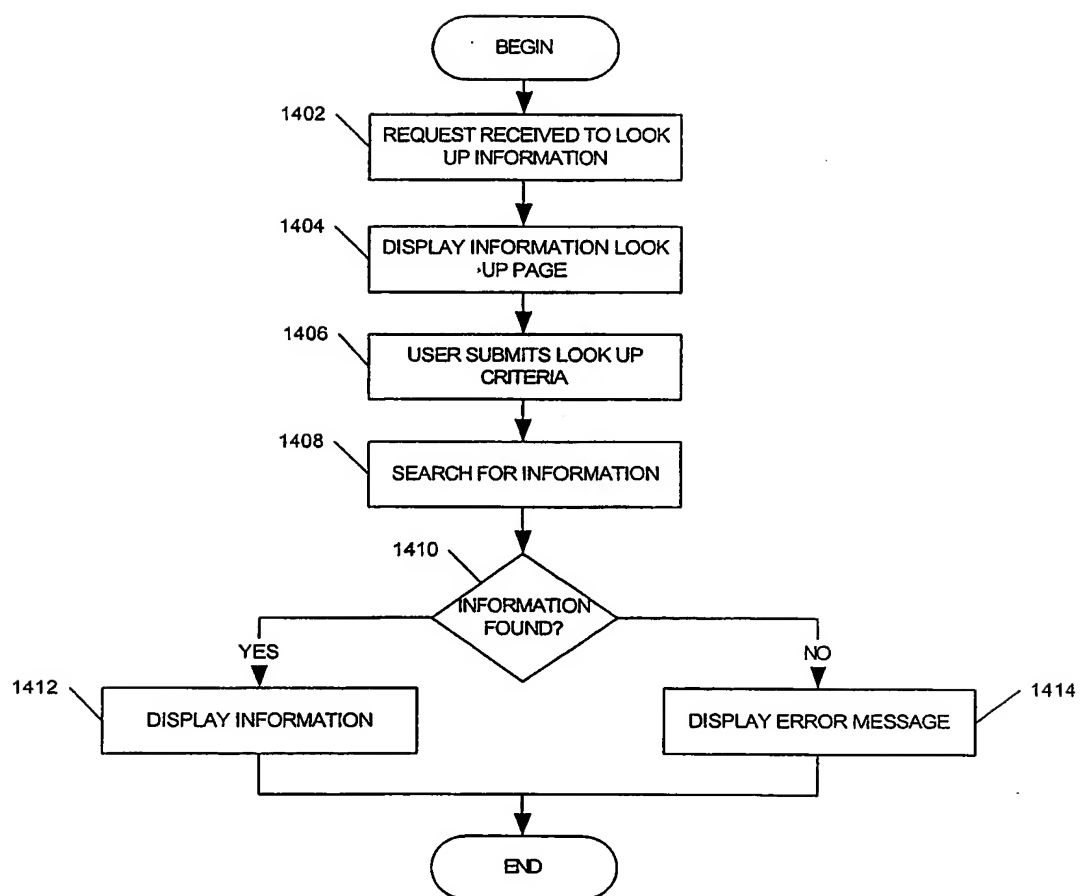 BEGIN
1402
REQUEST RECEIVED TO LOOK
UP INFORMATION
1404
DISPLAY INFORMATION LOOK
UP PAGE
1406
USER SUBMITS LOOK UP
CRITERIA
1408
SEARCH FOR INFORMATION
1410
INFORMATION
FOUND?
YES
NO
1412
DISPLAY INFORMATION
DISPLAY ERROR MESSAGE
1414
END